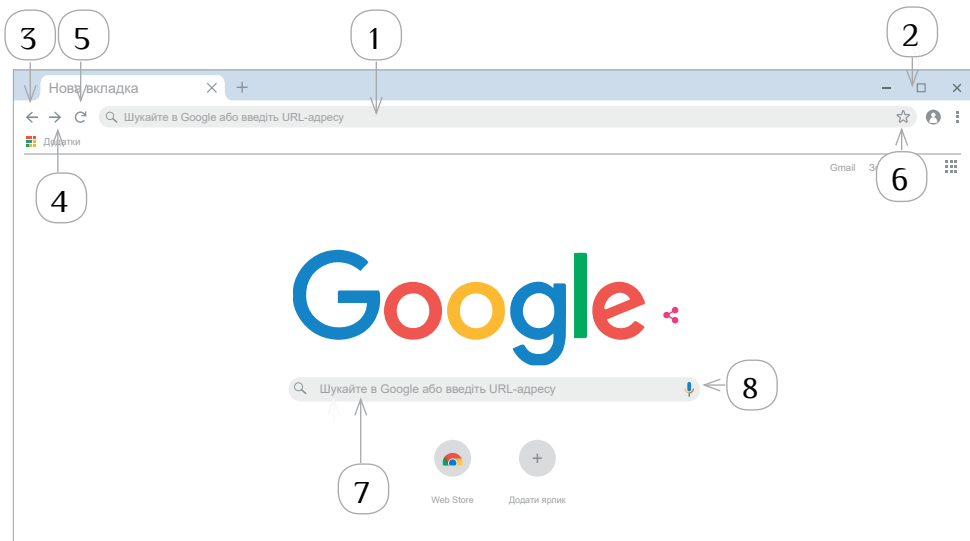 3 5 1 2
Нова вкладка
Шукайте в Google або введіть URL-адресу
Додатки
Gmail
4 6
Google
Шукайте в Google або введіть URL-адресу
8
7
Web Store Додати ярлик